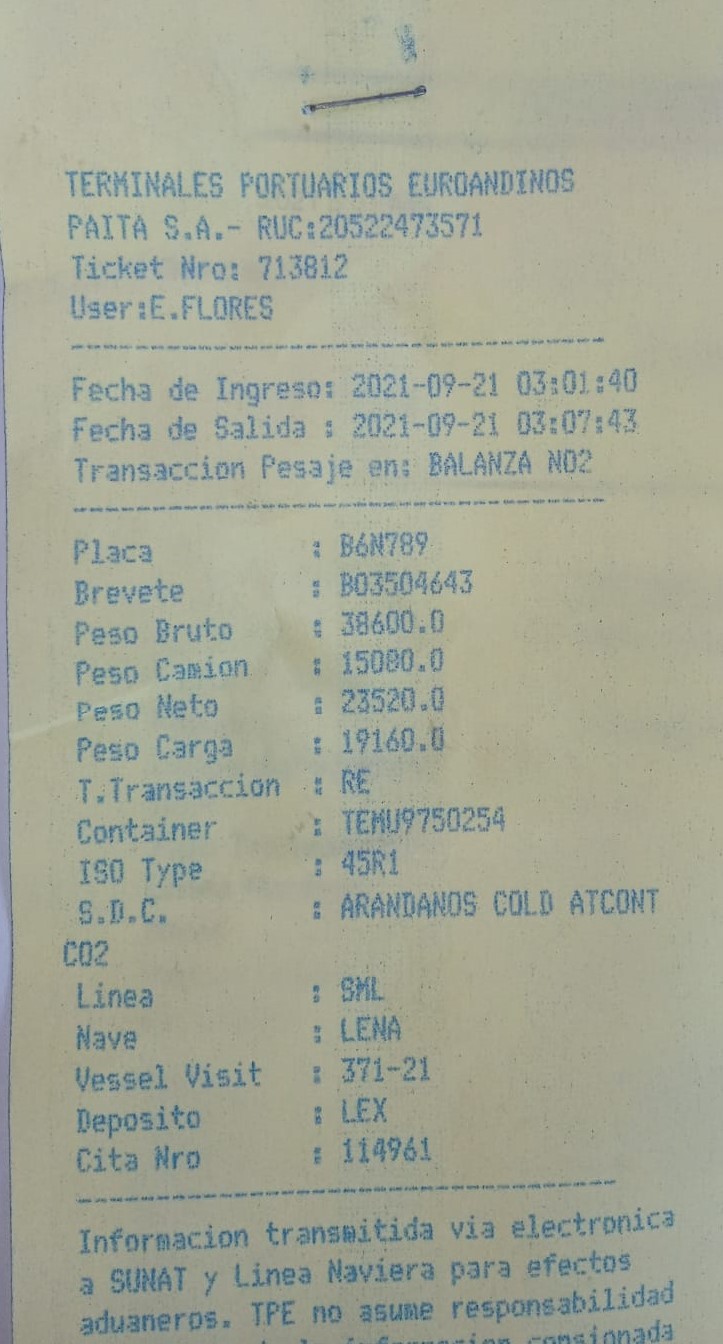 TERMINALES PORTUARIOS EUROANDINOS
PAITA S.A.- RUC:20522473571
Ticket Nro: 713812
User:E.FLORES
Fecha de Ingreso: 2021-09-21 03:01:40
Fecha de Salida : 2021-09-21 03:07:43
Transaccion Pesaje en: BALANZA NO2
Placa : B6N789
Brevete : B03504643
Peso Bruto : 38600.0
Peso Camion : 15080.0
Peso Neto : 23520.0
Peso Carga : 19160.0
T.Transaccion : RE
Container : TEMU9750254
ISO Type : 45R1
S.D.C. : ARANDANOS COLD ATCONT
CO2
Linea : SML
Nave : LENA
Vessel Visit : 371-21
Deposito : LEX
Cita Nro : 114961
Informacion transmitida via electronica
a SUNAT y Linea Naviera para efectos
aduaneros. TPE no asume responsabilidad
informacion consignada